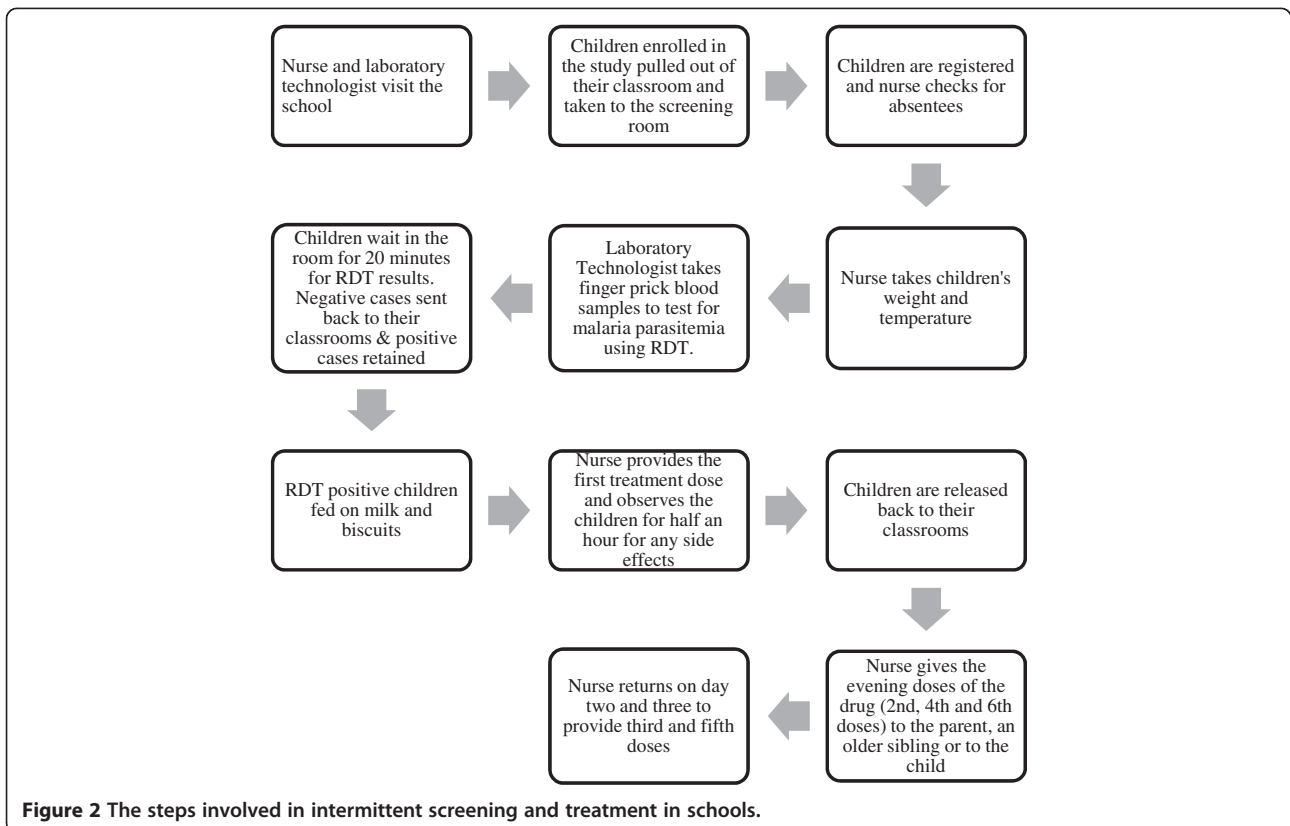 Nurse and laboratory
technologist visit the
school
Children enrolled in
the study pulled out of
their classroom and
taken to the screening
room
Children are registered
and nurse checks for
absentees
Nurse takes children's
weight and
temperature
Laboratory
Technologist takes
finger prick blood
samples to test for
malaria parasitemia
using RDT.
Children wait in the
room for 20 minutes
for RDT results.
Negative cases sent
back to their
classrooms & positive
cases retained
RDT positive children
fed on milk and
biscuits
Nurse provides the
first treatment dose
and observes the
children for half an
hour for any side
effects
Children are released
back to their
classrooms
Nurse gives the
evening doses of the
drug (2nd, 4th and 6th
doses) to the parent, an
older sibling or to the
child
Nurse returns on day
two and three to
provide third and fifth
doses
Figure 2 The steps involved in intermittent screening and treatment in schools.